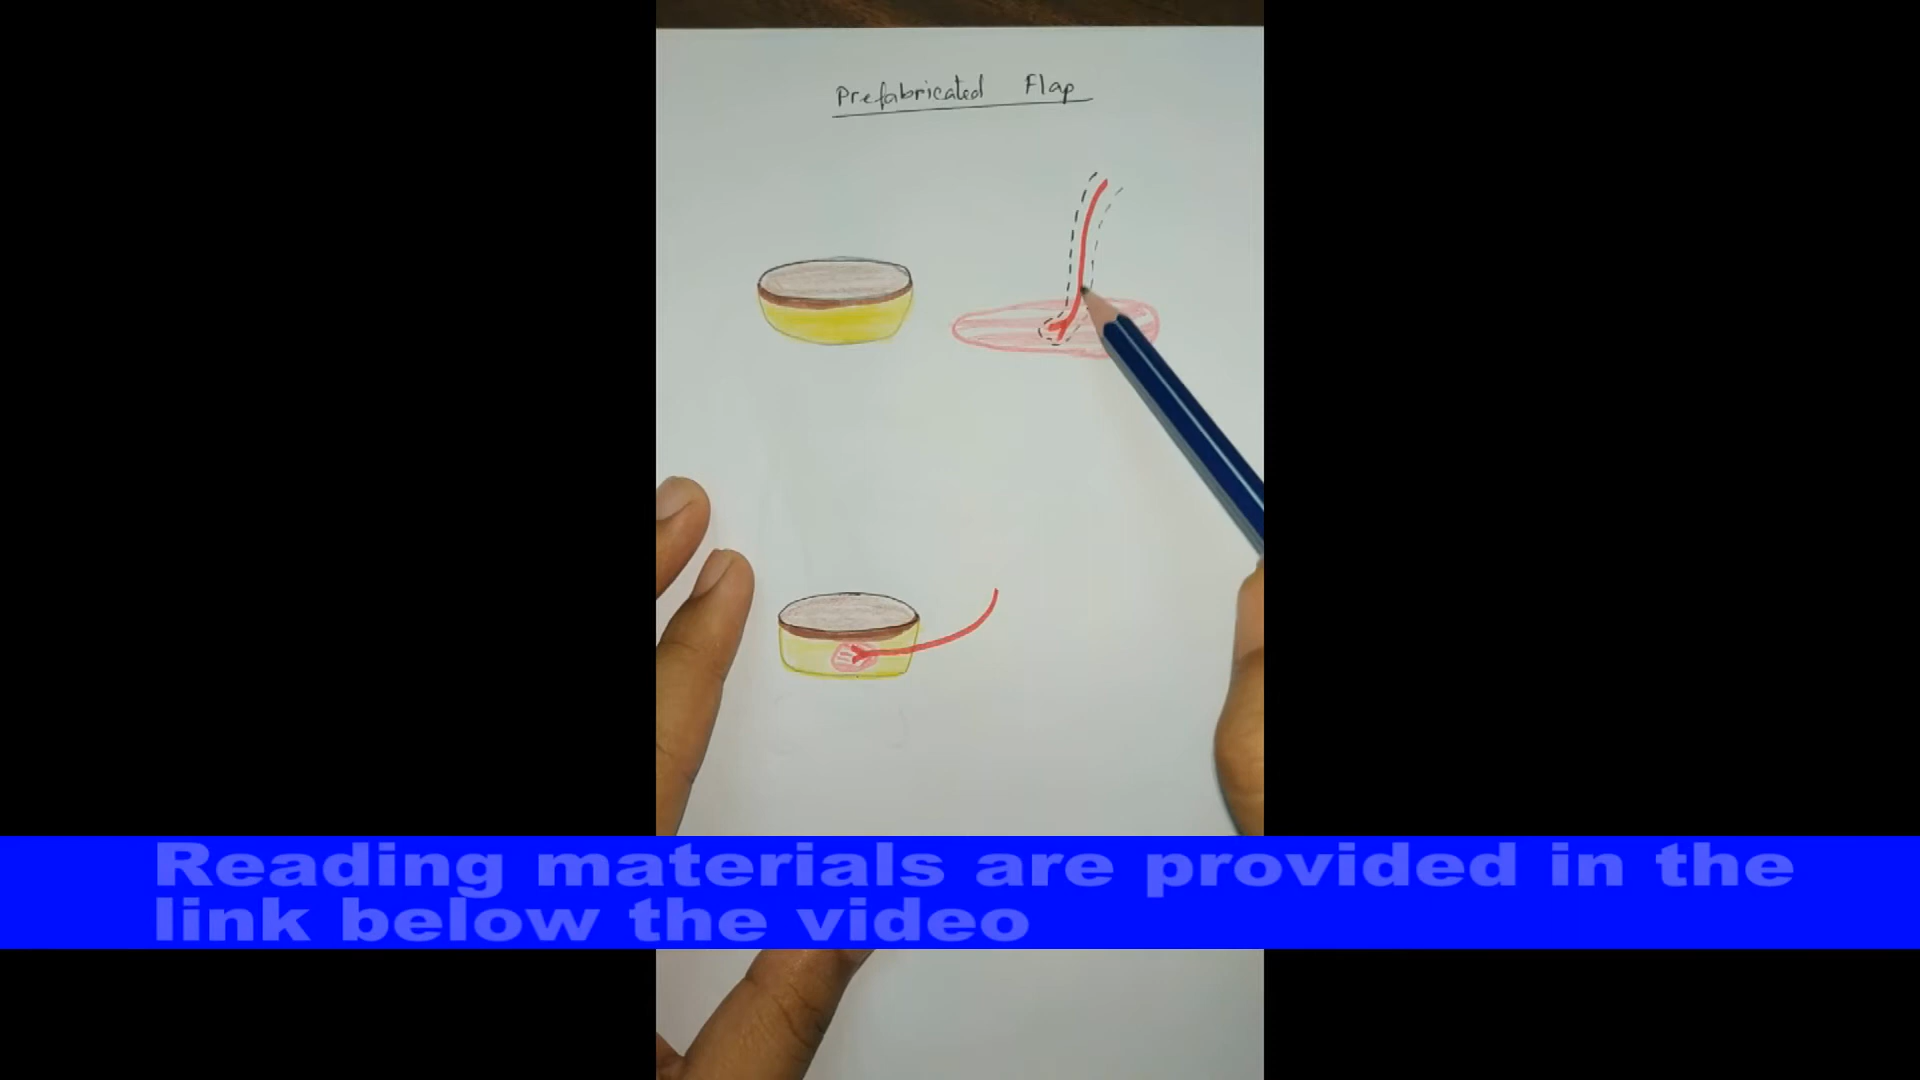 Prefabricated Flap
Reading materials are provided in the
link below the video